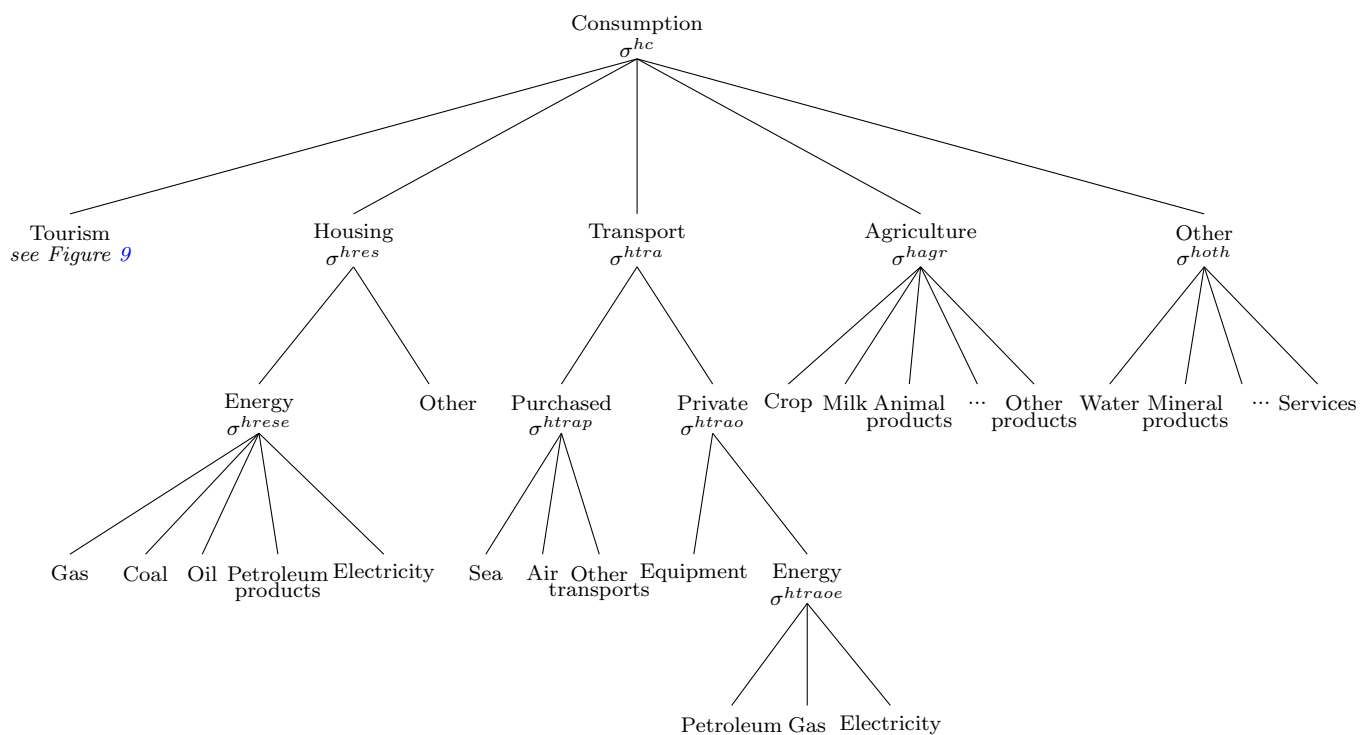 Consumption
σ^{hc}
Tourism
see Figure 9
Housing
σ^{hres}
Transport
σ^{htra}
Agriculture
σ^{hagr}
Other
σ^{hoth}
Energy
σ^{hrese}
Other
Purchased
σ^{htrap}
Private
σ^{htrao}
Crop
Milk
Animal
products
...
Other
products
Water
Mineral
products
...
Services
Gas
Coal
Oil
Petroleum
products
Electricity
Sea
Air
Other
transports
Equipment
Energy
σ^{htraoe}
Petroleum
Gas
Electricity